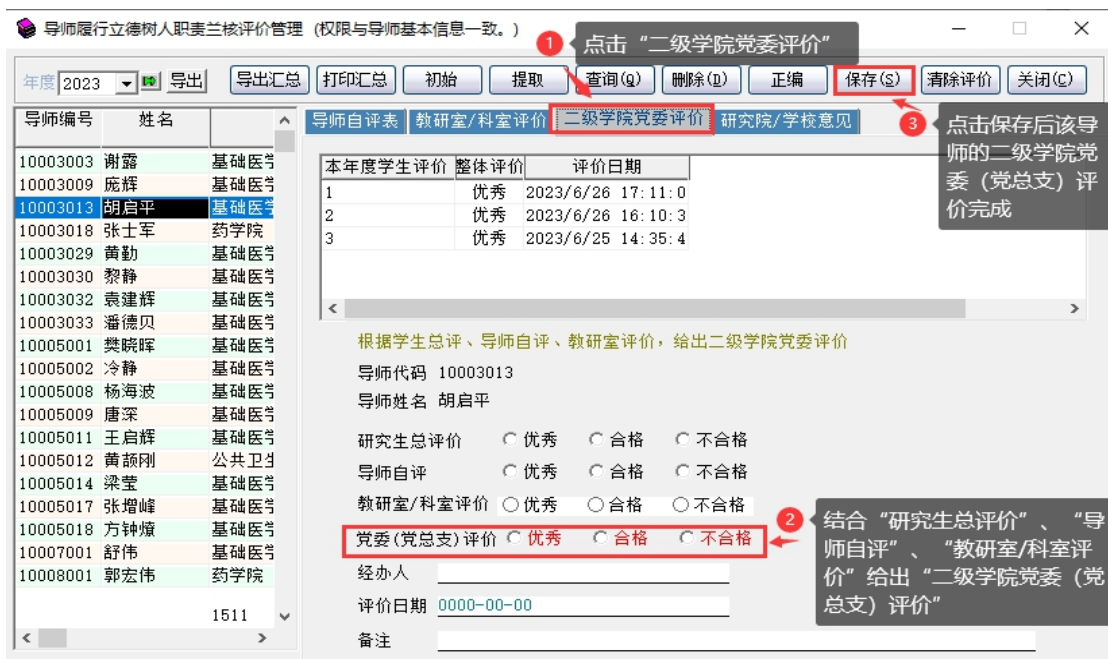 导师履行立德树人职责兰核评价管理 (权限与导师基本信息一致。)
1 点击“二级学院党委评价”
年度 2023 导出 导出汇总 打印汇总 初始 提取 查询(Q) 删除(D) 正编 保存(S) 清除评价 关闭(C)
导师编号 姓名
导师自评表 教研室/科室评价 二级学院党委评价 研究院/学校意见
3 点击保存后该导
师的二级学院党
委（党总支）评
价完成
10003003 谢露 基础医学
10003009 庞辉 基础医学
10003013 胡启平 基础医学
10003018 张士军 药学院
10003029 黄勤 基础医学
10003030 黎静 基础医学
10003032 袁建辉 基础医学
10003033 潘德贝 基础医学
10005001 樊晓晖 基础医学
10005002 冷静 基础医学
10005008 杨海波 基础医学
10005009 唐深 基础医学
10005011 王启辉 基础医学
10005012 黄颉刚 公共卫生
10005014 梁莹 基础医学
10005017 张增峰 基础医学
10005018 方钟燎 基础医学
10007001 舒伟 基础医学
10008001 郭宏伟 药学院
1511
本年度学生评价 整体评价 评价日期
1 优秀 2023/6/26 17:11:0
2 优秀 2023/6/26 16:10:3
3 优秀 2023/6/25 14:35:4
根据学生总评、导师自评、教研室评价，给出二级学院党委评价
导师代码 10003013
导师姓名 胡启平
研究生总评价 优秀 合格 不合格
导师自评 优秀 合格 不合格
教研室/科室评价 优秀 合格 不合格
党委(党总支)评价 优秀 合格 不合格
经办人
评价日期 0000-00-00
备注
2 结合“研究生总评价”、“导
师自评”、“教研室/科室评
价”给出“二级学院党委（党
总支）评价”